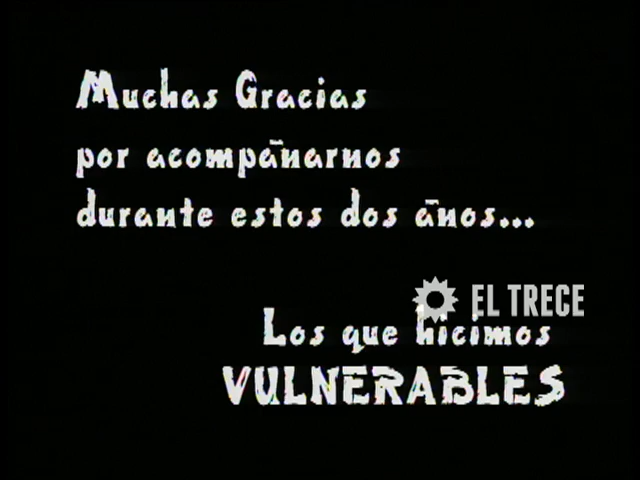 Muchas Gracias
por acompañarnos
durante estos dos años...
EL TRECE
Los que hicimos
VULNERABLES